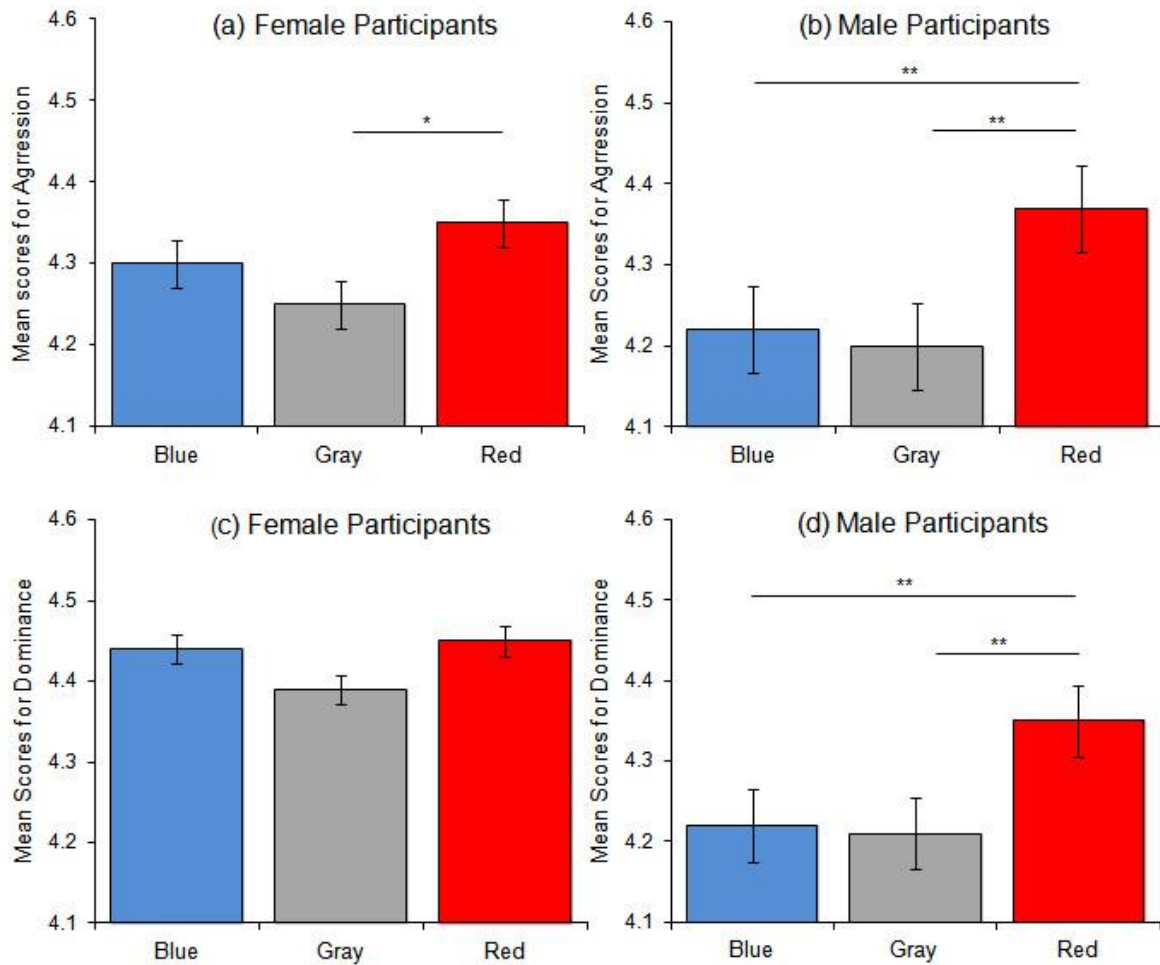 (a) Female Participants
Mean scores for Agrression
4.6
4.5
4.4
4.3
4.2
4.1
*
Blue Gray Red
(b) Male Participants
Mean Scores for Agrression
4.6
4.5
4.4
4.3
4.2
4.1
**
**
Blue Gray Red
(c) Female Participants
Mean Scores for Dominance
4.6
4.5
4.4
4.3
4.2
4.1
Blue Gray Red
(d) Male Participants
Mean Scores for Dominance
4.6
4.5
4.4
4.3
4.2
4.1
**
**
Blue Gray Red